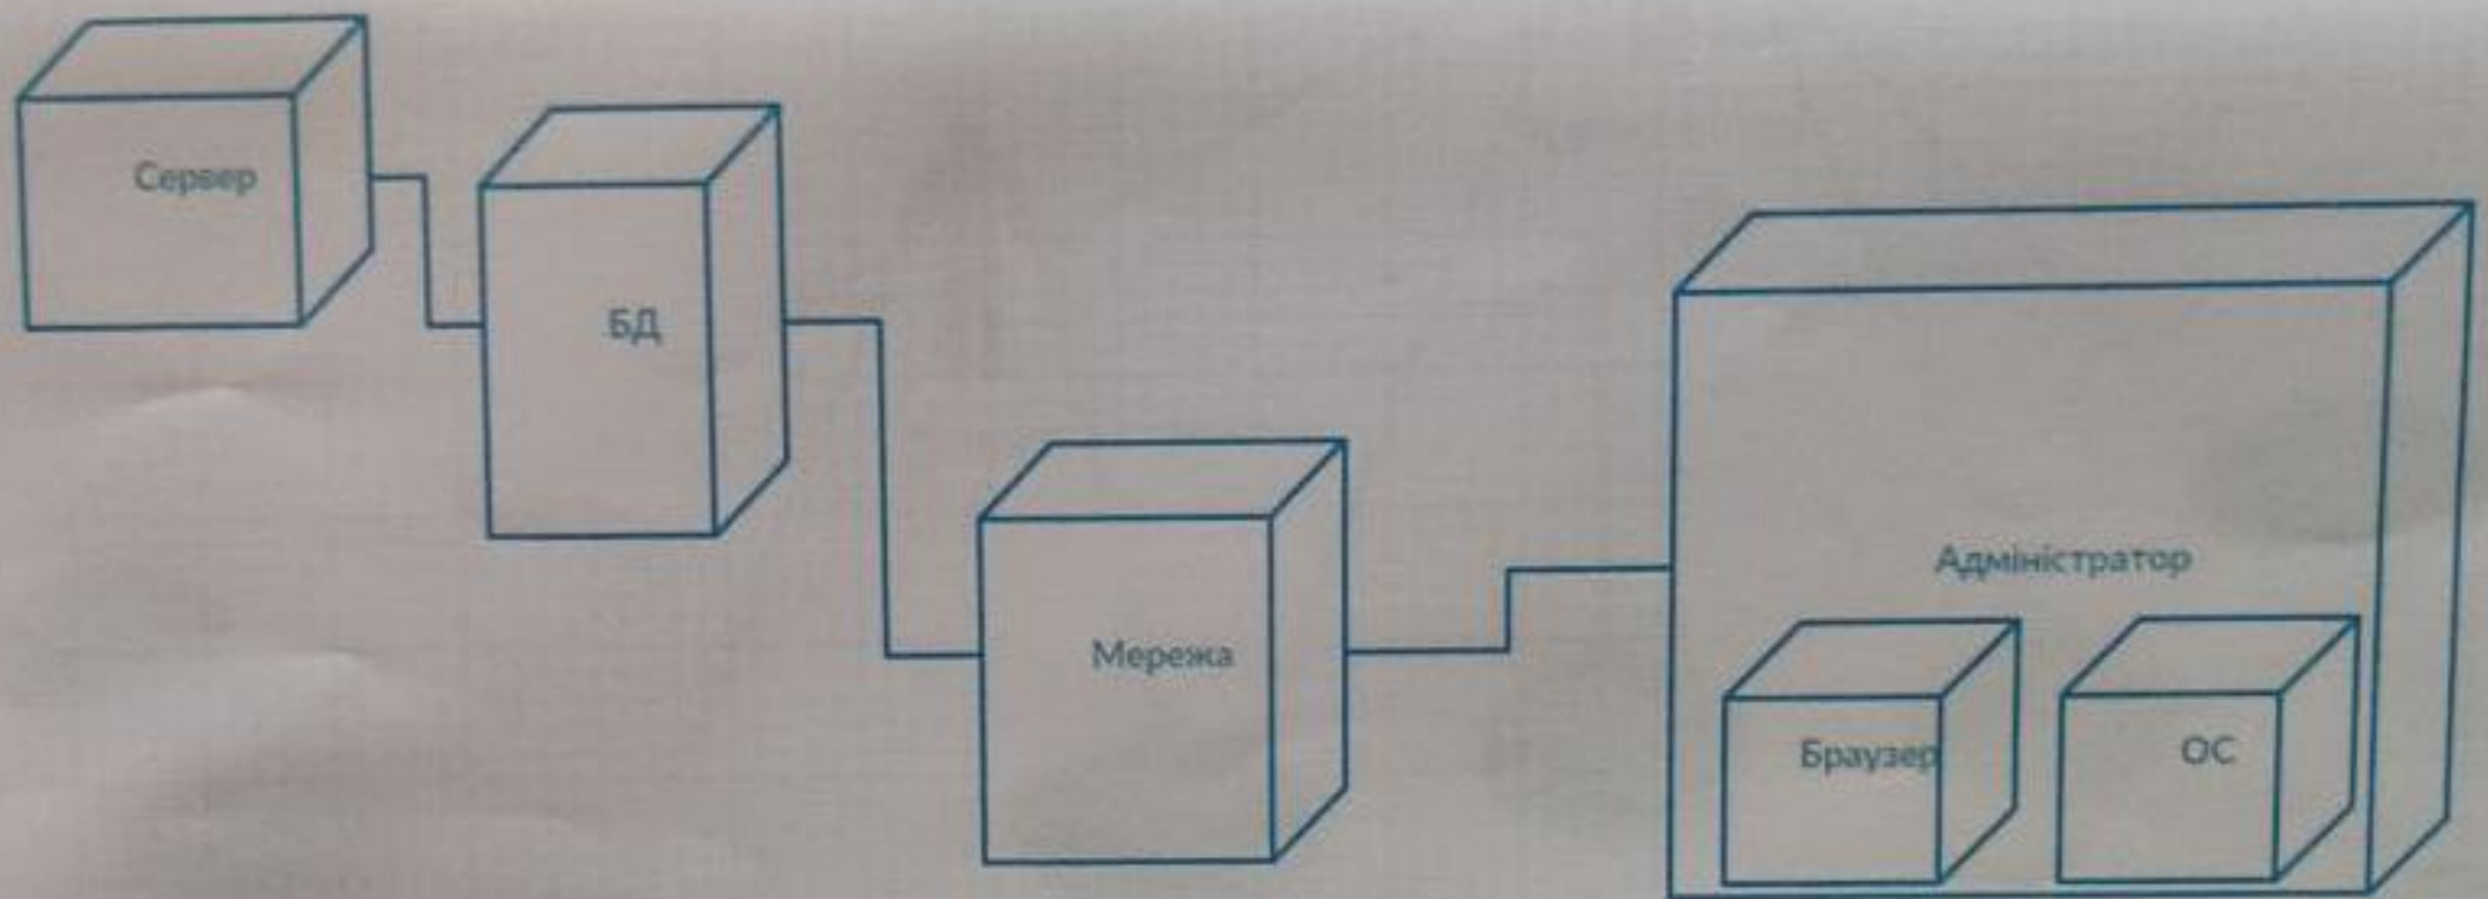 Сервер
БД
Мережа
Адміністратор
Браузер
ОС